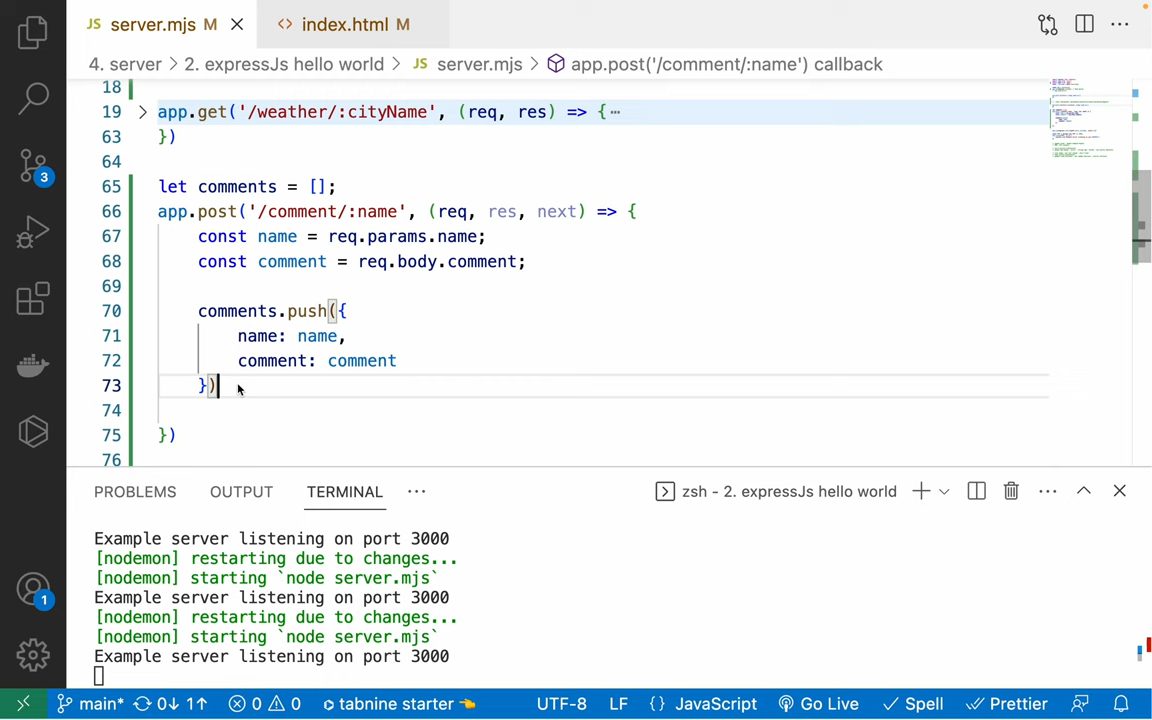 JS server.mjs M <> index.html M
4. server > 2. expressJs hello world > JS server.mjs > app.post('/comment/:name') callback
18
19 app.get('/weather/:cityName', (req, res) => {
63 })
64
65 let comments = [];
66 app.post('/comment/:name', (req, res, next) => {
67 const name = req.params.name;
68 const comment = req.body.comment;
69
70 comments.push({
71 name: name,
72 comment: comment
73 })
74
75 })
76
3
PROBLEMS OUTPUT TERMINAL ··· zsh - 2. expressJs hello world
Example server listening on port 3000
[nodemon] restarting due to changes...
[nodemon] starting `node server.mjs`
Example server listening on port 3000
[nodemon] restarting due to changes...
[nodemon] starting `node server.mjs`
Example server listening on port 3000
1
main* 0↓ 1↑ 0 0 tabnine starter 👈 UTF-8 LF {} JavaScript Go Live Spell Prettier